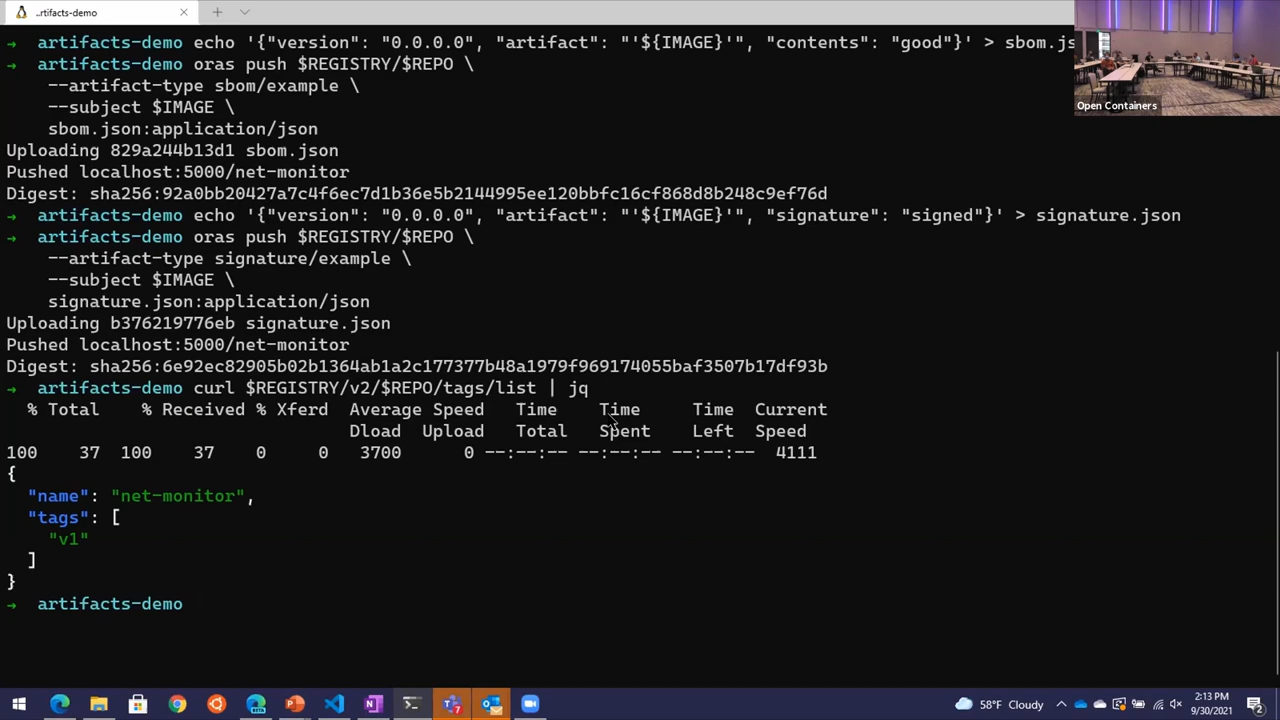 ..rtifacts-demo
→ artifacts-demo echo '{"version": "0.0.0.0", "artifact": "'${IMAGE}'", "contents": "good"}' > sbom.js
→ artifacts-demo oras push $REGISTRY/$REPO \
--artifact-type sbom/example \
--subject $IMAGE \
sbom.json:application/json
Uploading 829a244b13d1 sbom.json
Pushed localhost:5000/net-monitor
Digest: sha256:92a0bb20427a7c4f6ec7d1b36e5b2144995ee120bbfc16cf868d8b248c9ef76d
→ artifacts-demo echo '{"version": "0.0.0.0", "artifact": "'${IMAGE}'", "signature": "signed"}' > signature.json
→ artifacts-demo oras push $REGISTRY/$REPO \
--artifact-type signature/example \
--subject $IMAGE \
signature.json:application/json
Uploading b376219776eb signature.json
Pushed localhost:5000/net-monitor
Digest: sha256:6e92ec82905b02b1364ab1a2c177377b48a1979f969174055baf3507b17df93b
→ artifacts-demo curl $REGISTRY/v2/$REPO/tags/list | jq
% Total % Received % Xferd Average Speed Time Time Time Current
Dload Upload Total Spent Left Speed
100 37 100 37 0 0 3700 0 --:--:-- --:--:-- --:--:-- 4111
{
"name": "net-monitor",
"tags": [
"v1"
]
}
→ artifacts-demo
Open Containers
58°F Cloudy
2:13 PM
9/30/2021